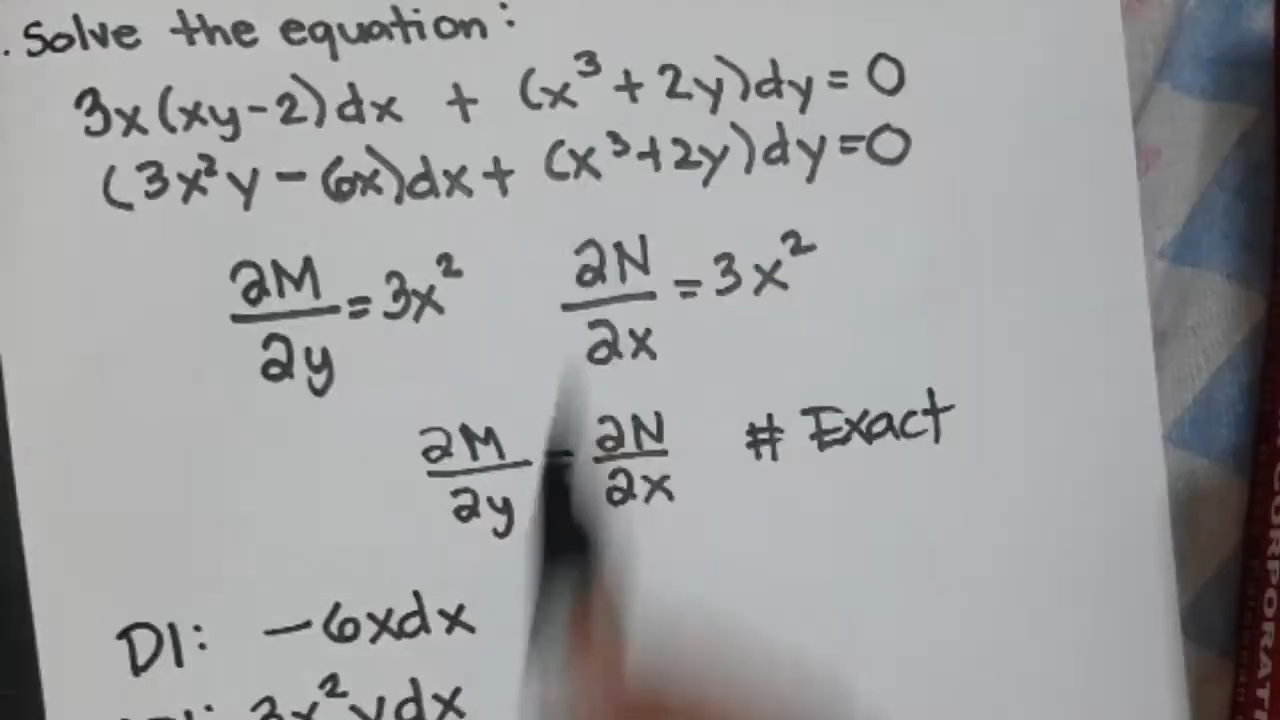 . Solve the equation:
3x(xy-2)dx + (x³+2y)dy=0
(3x²y-6x)dx+ (x³+2y)dy=0
∂M/∂y=3x² ∂N/∂x=3x²
∂M/∂y = ∂N/∂x # Exact
DI: -6xdx
3x²ydx